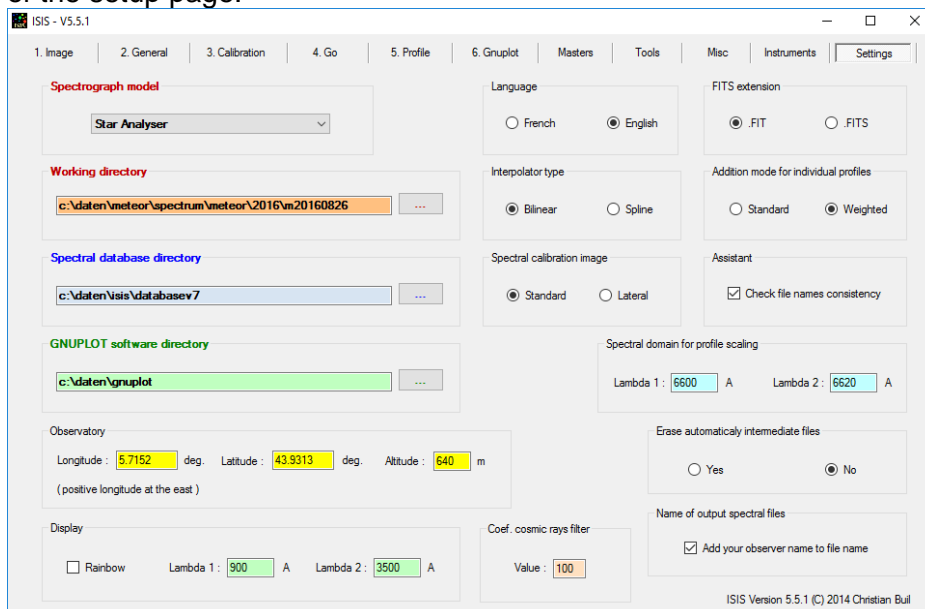 of the setup page.
ISIS - V5.5.1
1. Image 2. General 3. Calibration 4. Go 5. Profile 6. Gnuplot Masters Tools Misc Instruments Settings
Spectrograph model Language FITS extension
Star Analyser French English .FIT .FITS
Working directory Interpolator type Addition mode for individual profiles
c:\daten\meteor\spectrum\meteor\2016\m20160826 ... Bilinear Spline Standard Weighted
Spectral database directory Spectral calibration image Assistant
c:\daten\isis\databasev7 ... Standard Lateral Check file names consistency
GNUPLOT software directory Spectral domain for profile scaling
c:\daten\gnuplot ... Lambda 1 : 6600 A Lambda 2 : 6620 A
Observatory Erase automaticaly intermediate files
Longitude : 5.7152 deg. Latitude : 43.9313 deg. Altitude : 640 m Yes No
( positive longitude at the east )
Display Coef. cosmic rays filter Name of output spectral files
Rainbow Lambda 1 : 900 A Lambda 2 : 3500 A Value : 100 Add your observer name to file name
ISIS Version 5.5.1 (C) 2014 Christian Buil